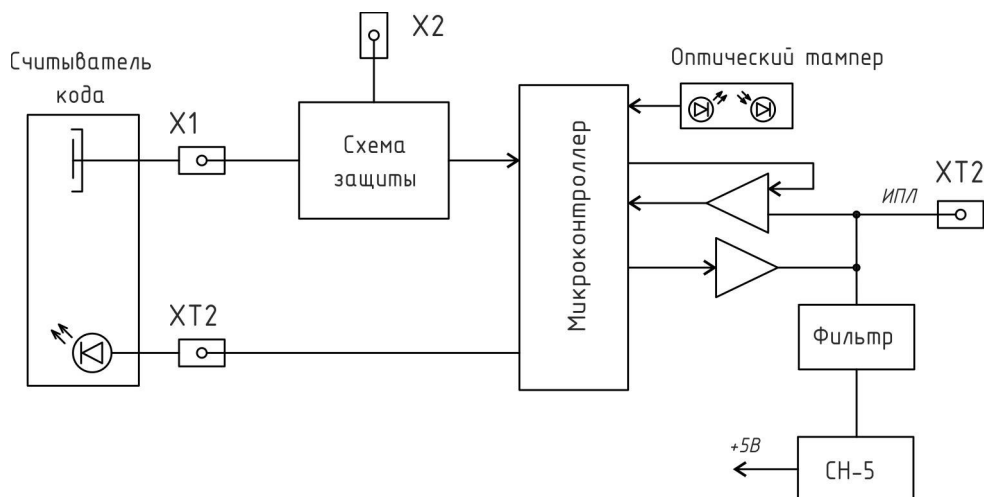 X2
Считыватель
кода
Оптический тампер
X1
Схема
защиты
Микроконтроллер
ИПЛ
XT2
XT2
Фильтр
+5В
СН-5